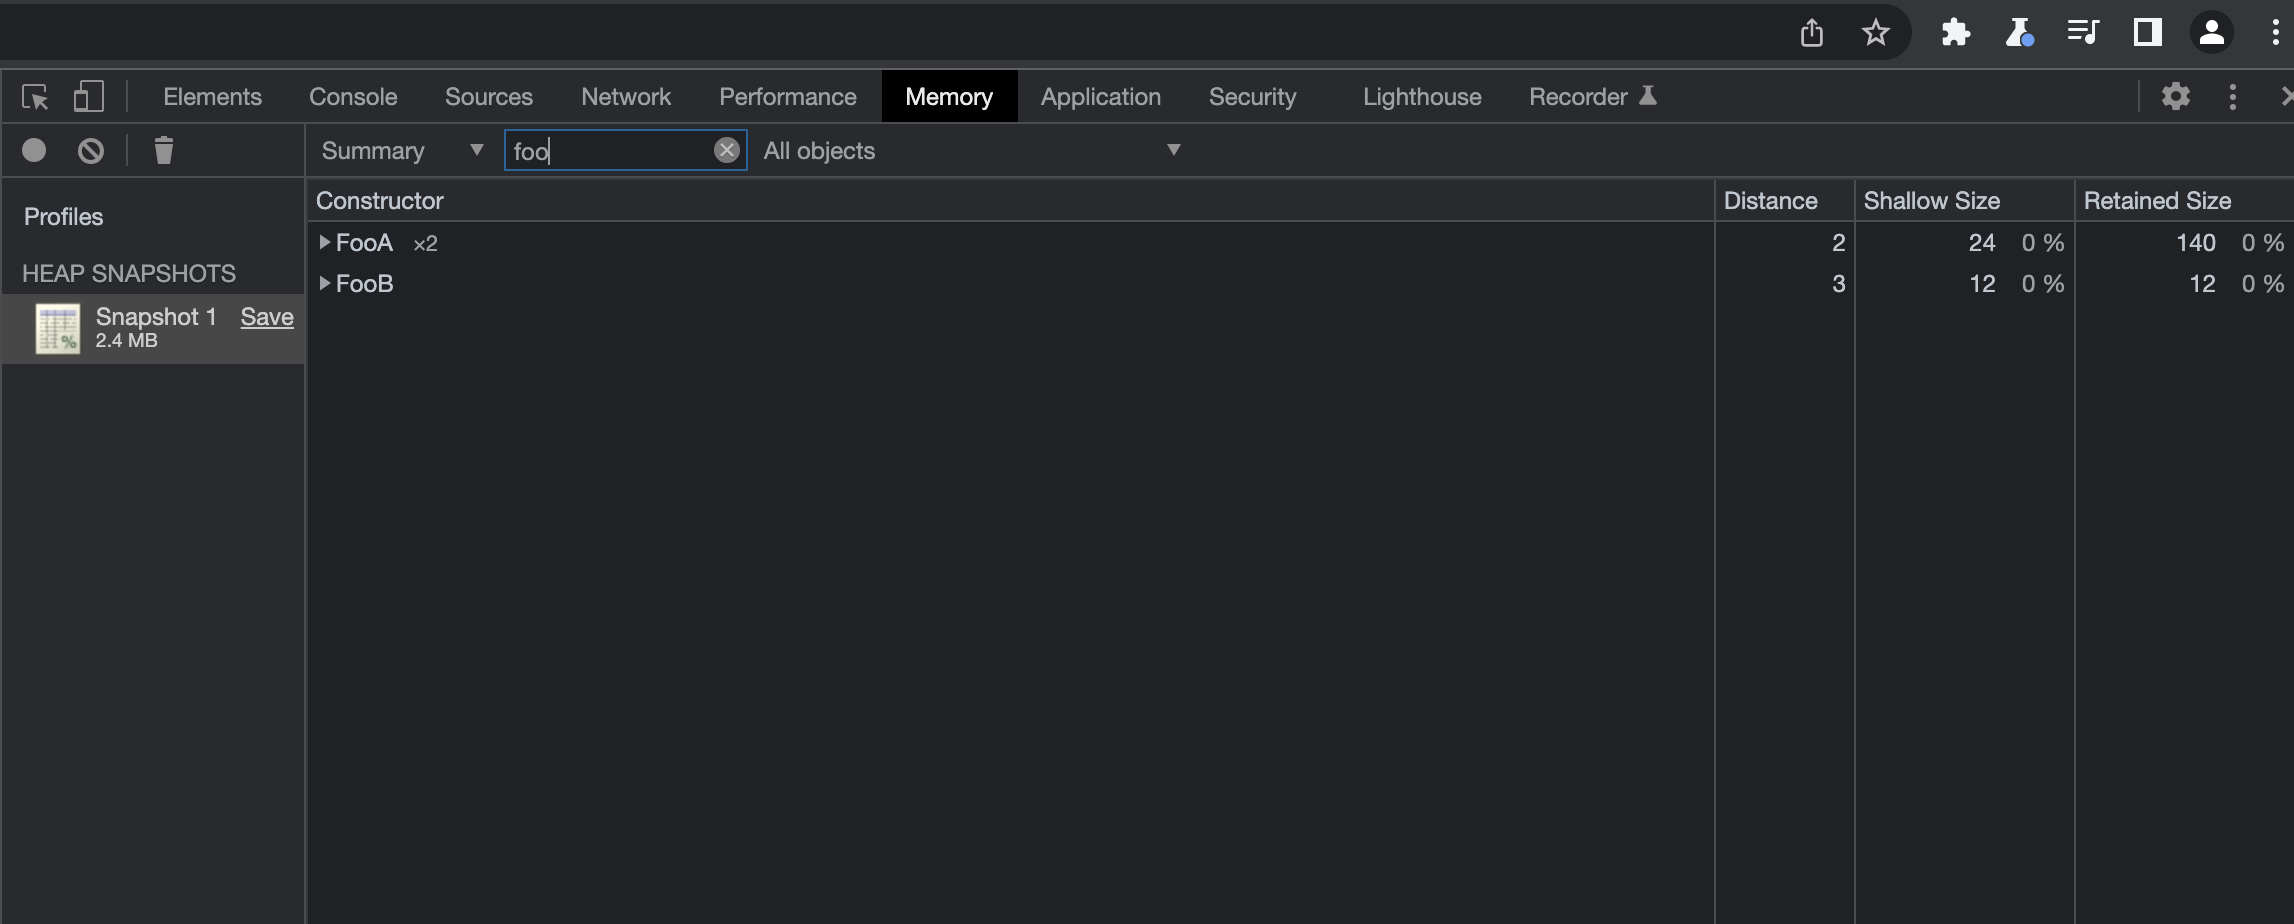 Elements Console Sources Network Performance Memory Application Security Lighthouse Recorder
Summary foo All objects
Profiles
HEAP SNAPSHOTS
Snapshot 1 Save
2.4 MB
Constructor Distance Shallow Size Retained Size
FooA ×2 2 24 0 % 140 0 %
FooB 3 12 0 % 12 0 %